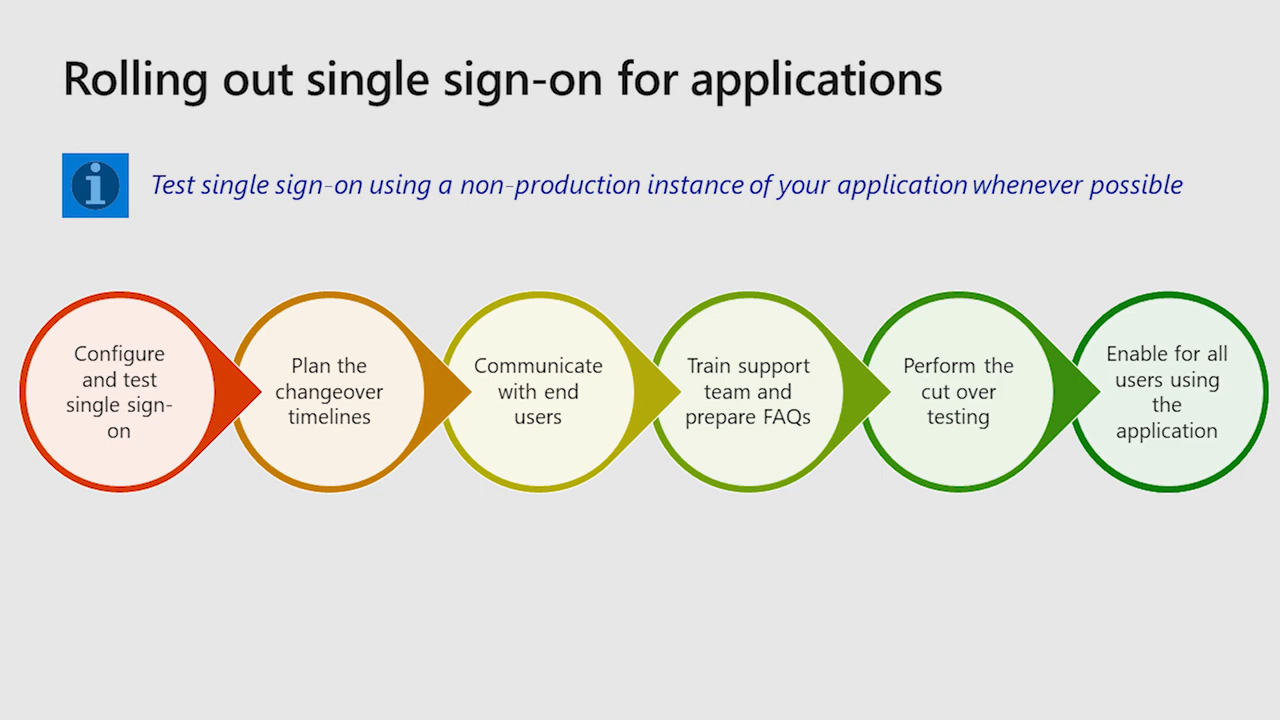 Rolling out single sign-on for applications
Test single sign-on using a non-production instance of your application whenever possible
Configure
and test
single sign-
on
Plan the
changeover
timelines
Communicate
with end
users
Train support
team and
prepare FAQs
Perform the
cut over
testing
Enable for all
users using
the
application